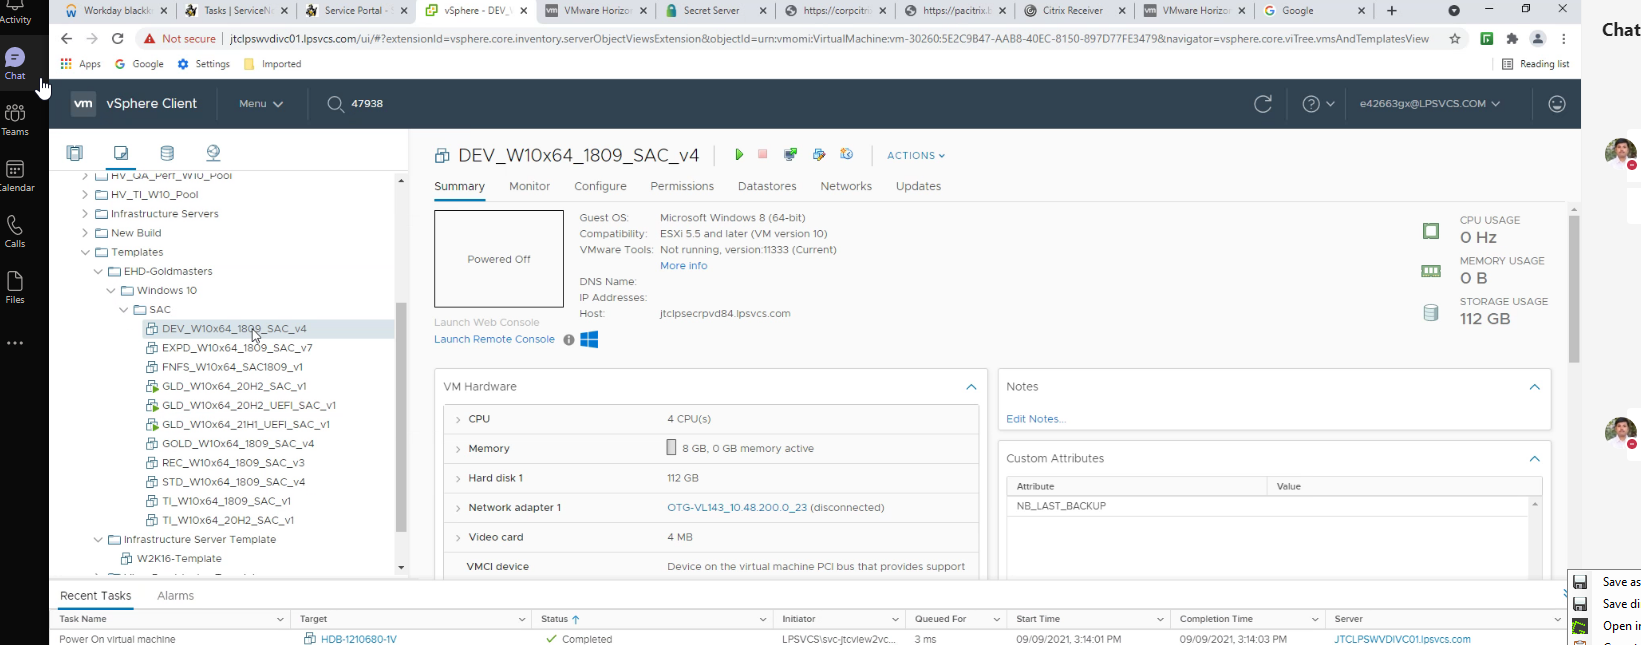 Activity
Chat
Teams
Calendar
Calls
Files
Workday blackk
Tasks | ServiceN
Service Portal -
vSphere - DEV_
VMware Horizo
Secret Server
https://corpcitri
https://pacitrix.b
Citrix Receiver
VMware Horizon
Google
Not secure
jtclpswvdivc01.lpsvcs.com/ui/#?extensionId=vsphere.core.inventory.serverObjectViewsExtension&objectId=urn:vmomi:VirtualMachine:vm-30260:5E2C9B47-AAB8-40EC-8150-897D77FE3479&navigator=vsphere.core.viTree.vmsAndTemplatesView
Apps
Google
Settings
Imported
Reading list
vm
vSphere Client
Menu
47938
e42663gx@LPSVCS.COM
HV_QA_Perf_W10_Pool
HV_TI_W10_Pool
Infrastructure Servers
New Build
Templates
EHD-Goldmasters
Windows 10
SAC
DEV_W10x64_1809_SAC_v4
EXPD_W10x64_1809_SAC_v7
FNFS_W10x64_SAC1809_v1
GLD_W10x64_20H2_SAC_v1
GLD_W10x64_20H2_UEFI_SAC_v1
GLD_W10x64_21H1_UEFI_SAC_v1
GOLD_W10x64_1809_SAC_v4
REC_W10x64_1809_SAC_v3
STD_W10x64_1809_SAC_v4
TI_W10x64_1809_SAC_v1
TI_W10x64_20H2_SAC_v1
Infrastructure Server Template
W2K16-Template
DEV_W10x64_1809_SAC_v4
ACTIONS
Summary
Monitor
Configure
Permissions
Datastores
Networks
Updates
Powered Off
Launch Web Console
Launch Remote Console
Guest OS: Microsoft Windows 8 (64-bit)
Compatibility: ESXi 5.5 and later (VM version 10)
VMware Tools: Not running, version:11333 (Current)
More info
DNS Name:
IP Addresses:
Host: jtclpsecrpvd84.lpsvcs.com
CPU USAGE
0 Hz
MEMORY USAGE
0 B
STORAGE USAGE
112 GB
VM Hardware
CPU 4 CPU(s)
Memory 8 GB, 0 GB memory active
Hard disk 1 112 GB
Network adapter 1 OTG-VL143_10.48.200.0_23 (disconnected)
Video card 4 MB
VMCI device Device on the virtual machine PCI bus that provides support
Notes
Edit Notes...
Custom Attributes
Attribute Value
NB_LAST_BACKUP
Recent Tasks
Alarms
Task Name Target Status Initiator Queued For Start Time Completion Time Server
Power On virtual machine HDB-1210680-1V Completed LPSVCS\svc-jtcview2vc... 3 ms 09/09/2021, 3:14:01 PM 09/09/2021, 3:14:03 PM JTCLPSWVDIVC01.lpsvcs.com
Chat
Save as
Save di
Open in